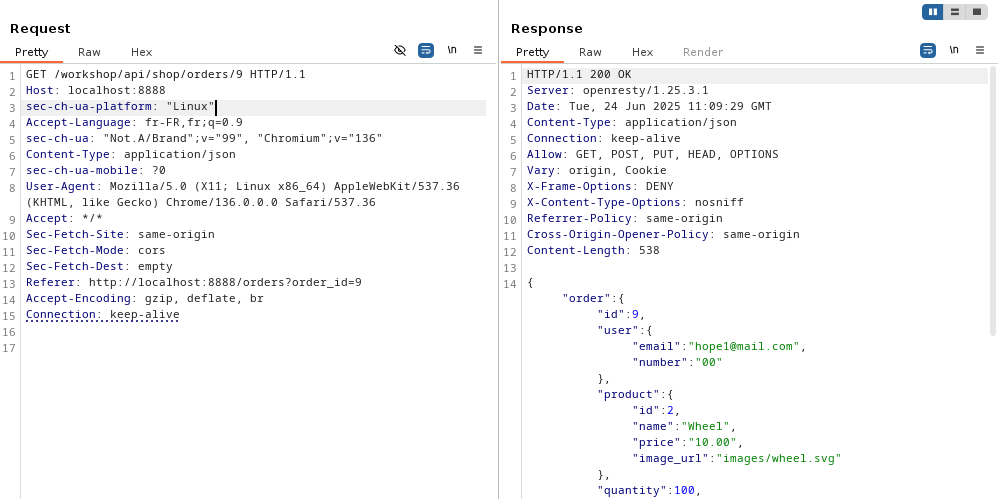 Request
Pretty Raw Hex
\n
1 GET /workshop/api/shop/orders/9 HTTP/1.1
2 Host: localhost:8888
3 sec-ch-ua-platform: "Linux"
4 Accept-Language: fr-FR,fr;q=0.9
5 sec-ch-ua: "Not.A/Brand";v="99", "Chromium";v="136"
6 Content-Type: application/json
7 sec-ch-ua-mobile: ?0
8 User-Agent: Mozilla/5.0 (X11; Linux x86_64) AppleWebKit/537.36
(KHTML, like Gecko) Chrome/136.0.0.0 Safari/537.36
9 Accept: */*
10 Sec-Fetch-Site: same-origin
11 Sec-Fetch-Mode: cors
12 Sec-Fetch-Dest: empty
13 Referer: http://localhost:8888/orders?order_id=9
14 Accept-Encoding: gzip, deflate, br
15 Connection: keep-alive
16
17
Response
Pretty Raw Hex Render
\n
1 HTTP/1.1 200 OK
2 Server: openresty/1.25.3.1
3 Date: Tue, 24 Jun 2025 11:09:29 GMT
4 Content-Type: application/json
5 Connection: keep-alive
6 Allow: GET, POST, PUT, HEAD, OPTIONS
7 Vary: origin, Cookie
8 X-Frame-Options: DENY
9 X-Content-Type-Options: nosniff
10 Referrer-Policy: same-origin
11 Cross-Origin-Opener-Policy: same-origin
12 Content-Length: 538
13
14 {
"order":{
"id":9,
"user":{
"email":"hope1@mail.com",
"number":"00"
},
"product":{
"id":2,
"name":"Wheel",
"price":"10.00",
"image_url":"images/wheel.svg"
},
"quantity":100,